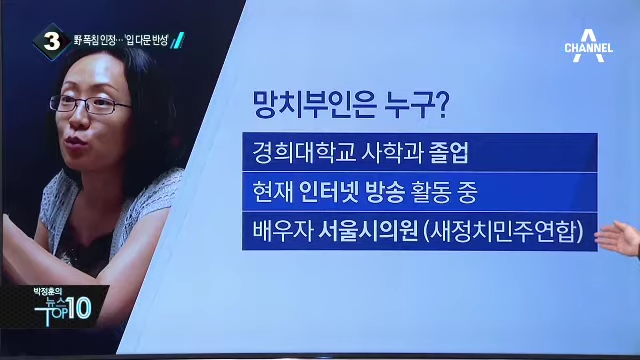 3
野 폭침 인정…'입 다문 반성'
CHANNEL A
망치부인은 누구?
경희대학교 사학과 졸업
현재 인터넷 방송 활동 중
배우자 서울시의원 (새정치민주연합)
박정훈의
뉴스
TOP10